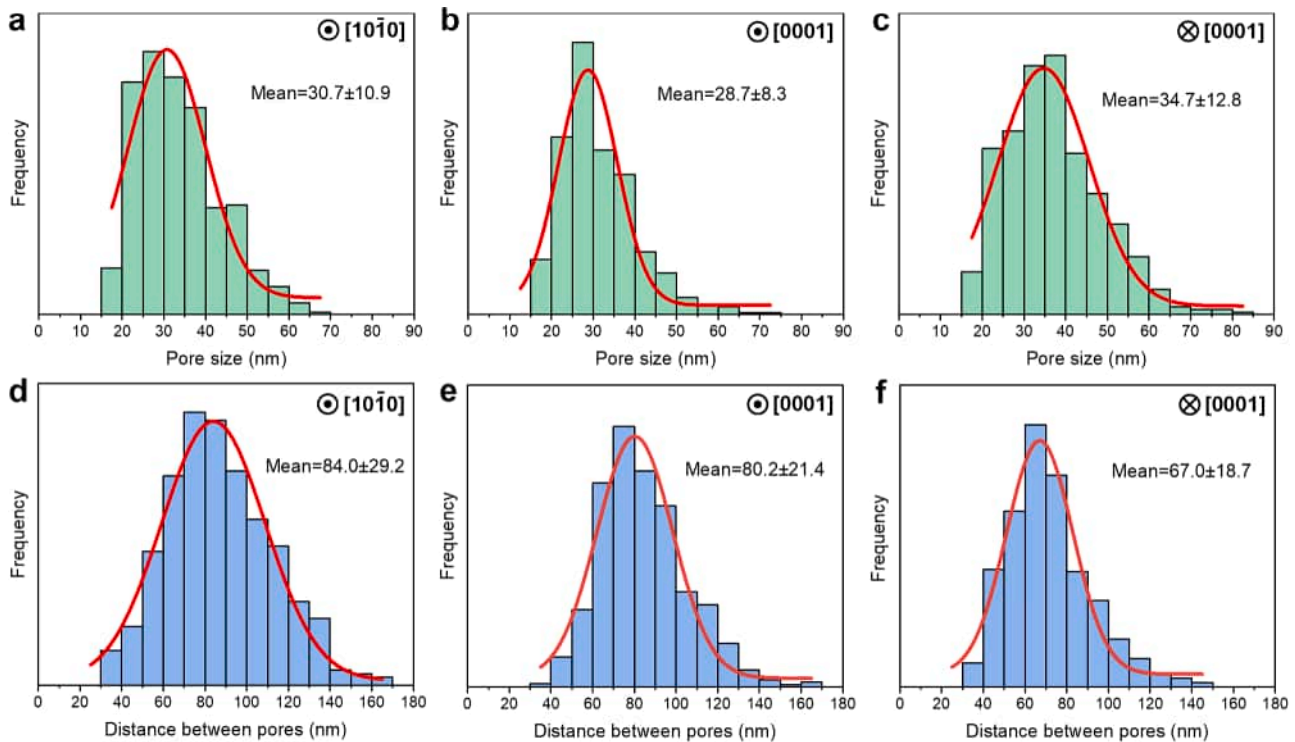 a
⊙ [101̄0]
Mean=30.7±10.9
Frequency
0 10 20 30 40 50 60 70 80 90
Pore size (nm)
b
⊙ [0001]
Mean=28.7±8.3
Frequency
0 10 20 30 40 50 60 70 80 90
Pore size (nm)
c
⊗ [0001]
Mean=34.7±12.8
Frequency
0 10 20 30 40 50 60 70 80 90
Pore size (nm)
d
⊙ [101̄0]
Mean=84.0±29.2
Frequency
0 20 40 60 80 100 120 140 160 180
Distance between pores (nm)
e
⊙ [0001]
Mean=80.2±21.4
Frequency
0 20 40 60 80 100 120 140 160 180
Distance between pores (nm)
f
⊗ [0001]
Mean=67.0±18.7
Frequency
0 20 40 60 80 100 120 140 160 180
Distance between pores (nm)